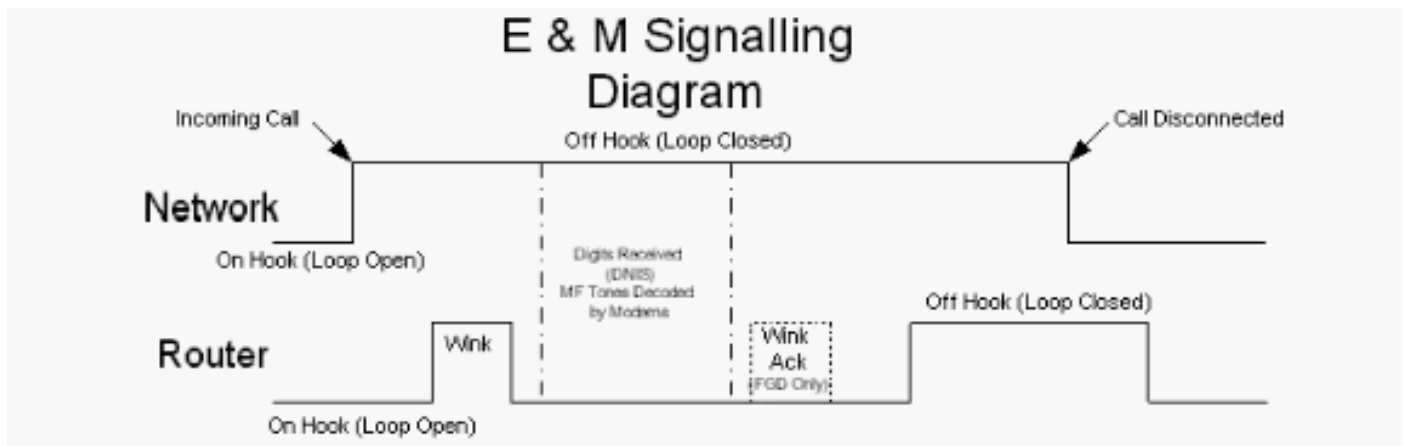 E & M Signalling
Diagram
Incoming Call
Off Hook (Loop Closed)
Call Disconnected
Network
On Hook (Loop Open)
Digits Received
(DNIS)
MF Tones Decoded
by Modems
Off Hook (Loop Closed)
Router
Wink
Wink
Ack
(FGD Only)
On Hook (Loop Open)